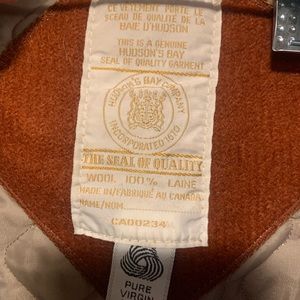 CE VÊTEMENT PORTE LE
SCEAU DE QUALITÉ DE LA
BAIE D'HUDSON
THIS IS A GENUINE
HUDSON'S BAY
SEAL OF QUALITY GARMENT
HUDSON'S BAY COMPANY
INCORPORATED 1670
THE SEAL OF QUALITY
WOOL 100% LAINE
MADE IN/FABRIQUÉ AU CANADA
NAME/NOM
CA00234
PURE
VIRGIN